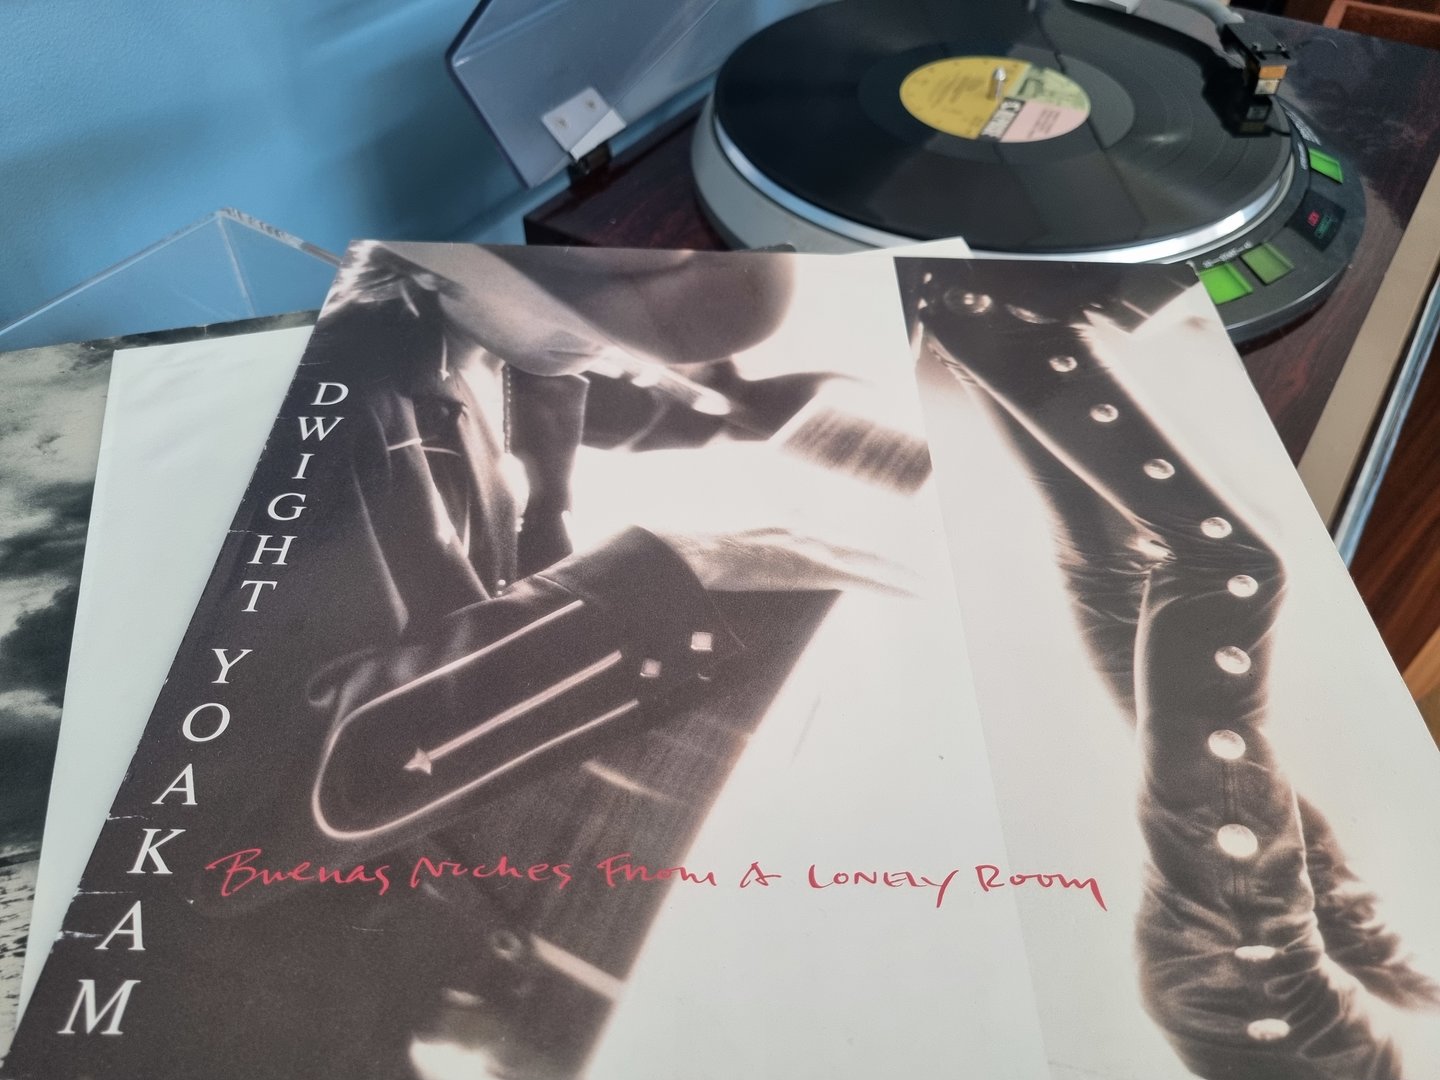 DWIGHT YOAKAM
Buenas Noches From A Lonely Room